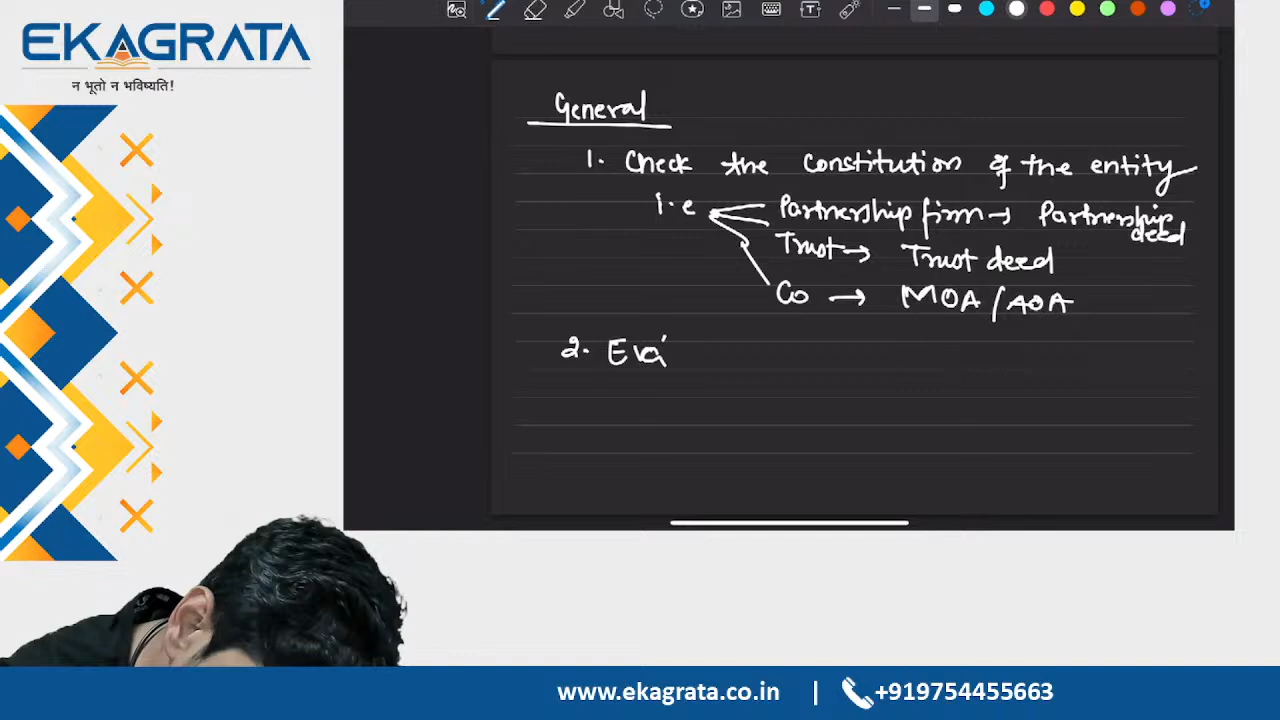 EKAGRATA
न भूतो न भविष्यति!
General
1. Check the constitution of the entity
i.e Partnership firm → Partnership deed
Trust → Trust deed
Co → MOA / AOA
2. Eva
www.ekagrata.co.in | +919754455663